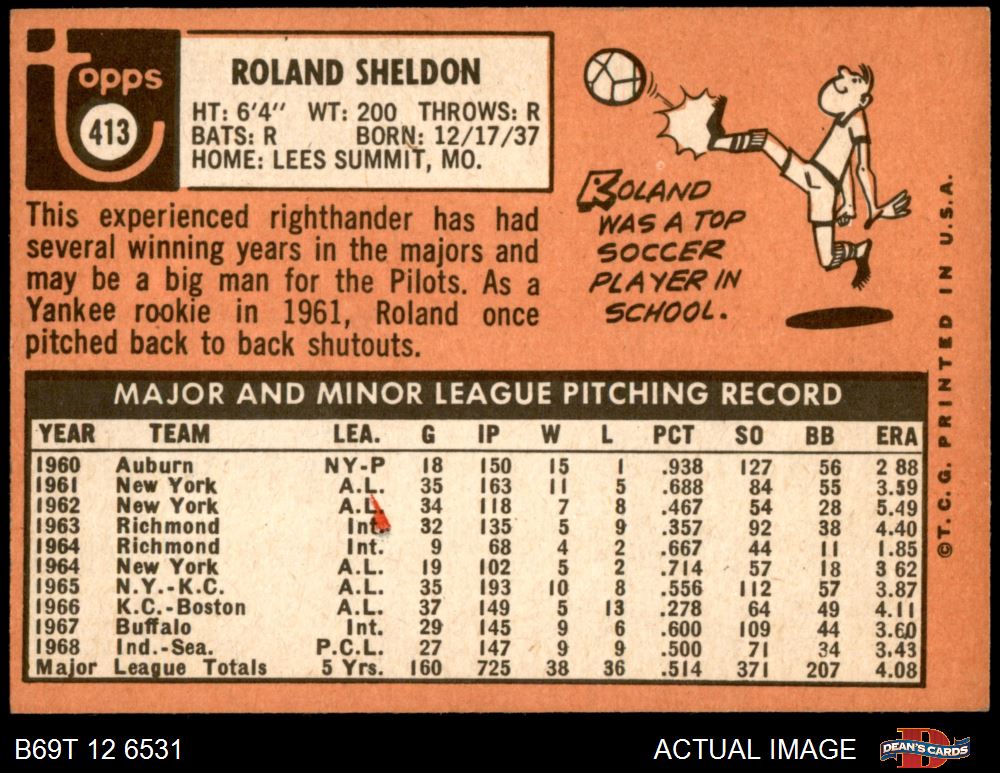 Topps
413
ROLAND SHELDON
HT: 6'4" WT: 200 THROWS: R
BATS: R BORN: 12/17/37
HOME: LEES SUMMIT, MO.
This experienced righthander has had
several winning years in the majors and
may be a big man for the Pilots. As a
Yankee rookie in 1961, Roland once
pitched back to back shutouts.
ROLAND
WAS A TOP
SOCCER
PLAYER IN
SCHOOL.
©T.C.G. PRINTED IN U.S.A.
MAJOR AND MINOR LEAGUE PITCHING RECORD
YEAR TEAM LEA. G IP W L PCT SO BB ERA
1960 Auburn NY-P 18 150 15 1 .938 127 56 2 88
1961 New York A.L. 35 163 11 5 .688 84 55 3.59
1962 New York A.L. 34 118 7 8 .467 54 28 5.49
1963 Richmond Int. 32 135 5 9 .357 92 38 4.40
1964 Richmond Int. 9 68 4 2 .667 44 11 1.85
1964 New York A.L. 19 102 5 2 .714 57 18 3 62
1965 N.Y.-K.C. A.L. 35 193 10 8 .556 112 57 3.87
1966 K.C.-Boston A.L. 37 149 5 13 .278 64 49 4.11
1967 Buffalo Int. 29 145 9 6 .600 109 44 3.60
1968 Ind.-Sea. P.C.L. 27 147 9 9 .500 71 34 3.43
Major League Totals 5 Yrs. 160 725 38 36 .514 371 207 4.08
B69T 12 6531
ACTUAL IMAGE
DEAN'S CARDS